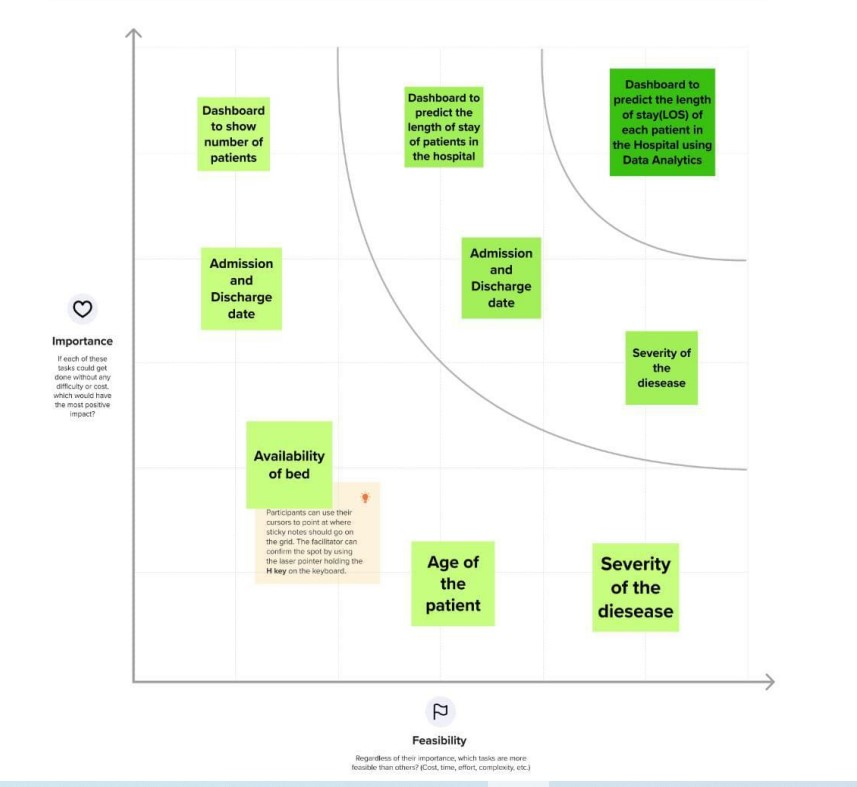 Dashboard
to show
number of
patients
Dashboard to
predict the
length of stay
of patients in
the hospital
Dashboard to
predict the length
of stay(LOS) of
each patient in
the Hospital using
Data Analytics
Admission
and
Discharge
date
Admission
and
Discharge
date
Severity of
the
diesease
Importance
If each of these
tasks could get
done without any
difficulty or cost,
which would have
the most positive
impact?
Availability
of bed
Participants can use their
cursors to point at where
sticky notes should go on
the grid. The facilitator can
confirm the spot by using
the laser pointer holding the
H key on the keyboard.
Age of
the
patient
Severity
of the
diesease
Feasibility
Regardless of their importance, which tasks are more
feasible than others? (Cost, time, effort, complexity, etc.)